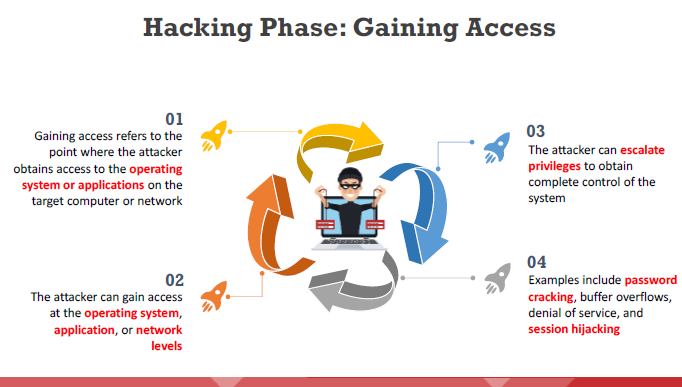 Hacking Phase: Gaining Access
01
Gaining access refers to the
point where the attacker
obtains access to the operating
system or applications on the
target computer or network
02
The attacker can gain access
at the operating system,
application, or network
levels
03
The attacker can escalate
privileges to obtain
complete control of the
system
04
Examples include password
cracking, buffer overflows,
denial of service, and
session hijacking